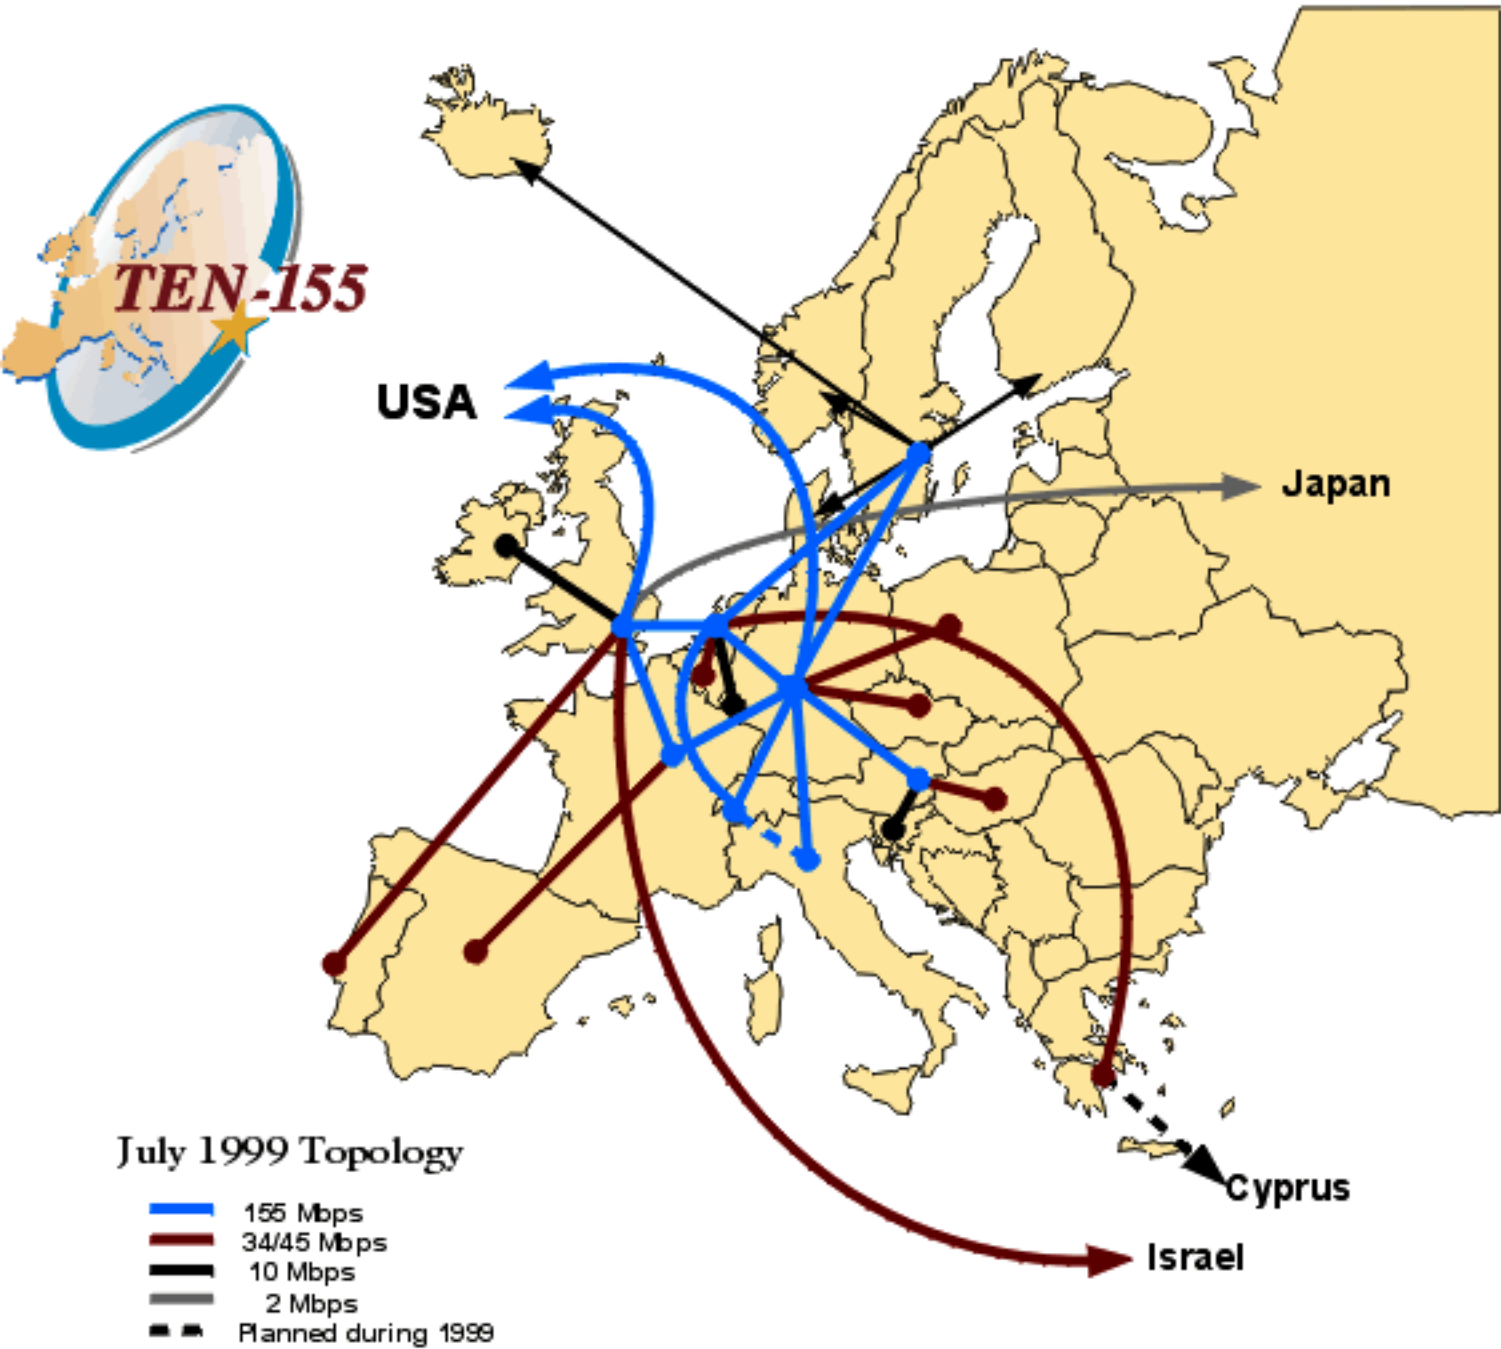 TEN-155
USA
Japan
Cyprus
Israel
July 1999 Topology
155 Mbps
34/45 Mbps
10 Mbps
2 Mbps
Planned during 1999